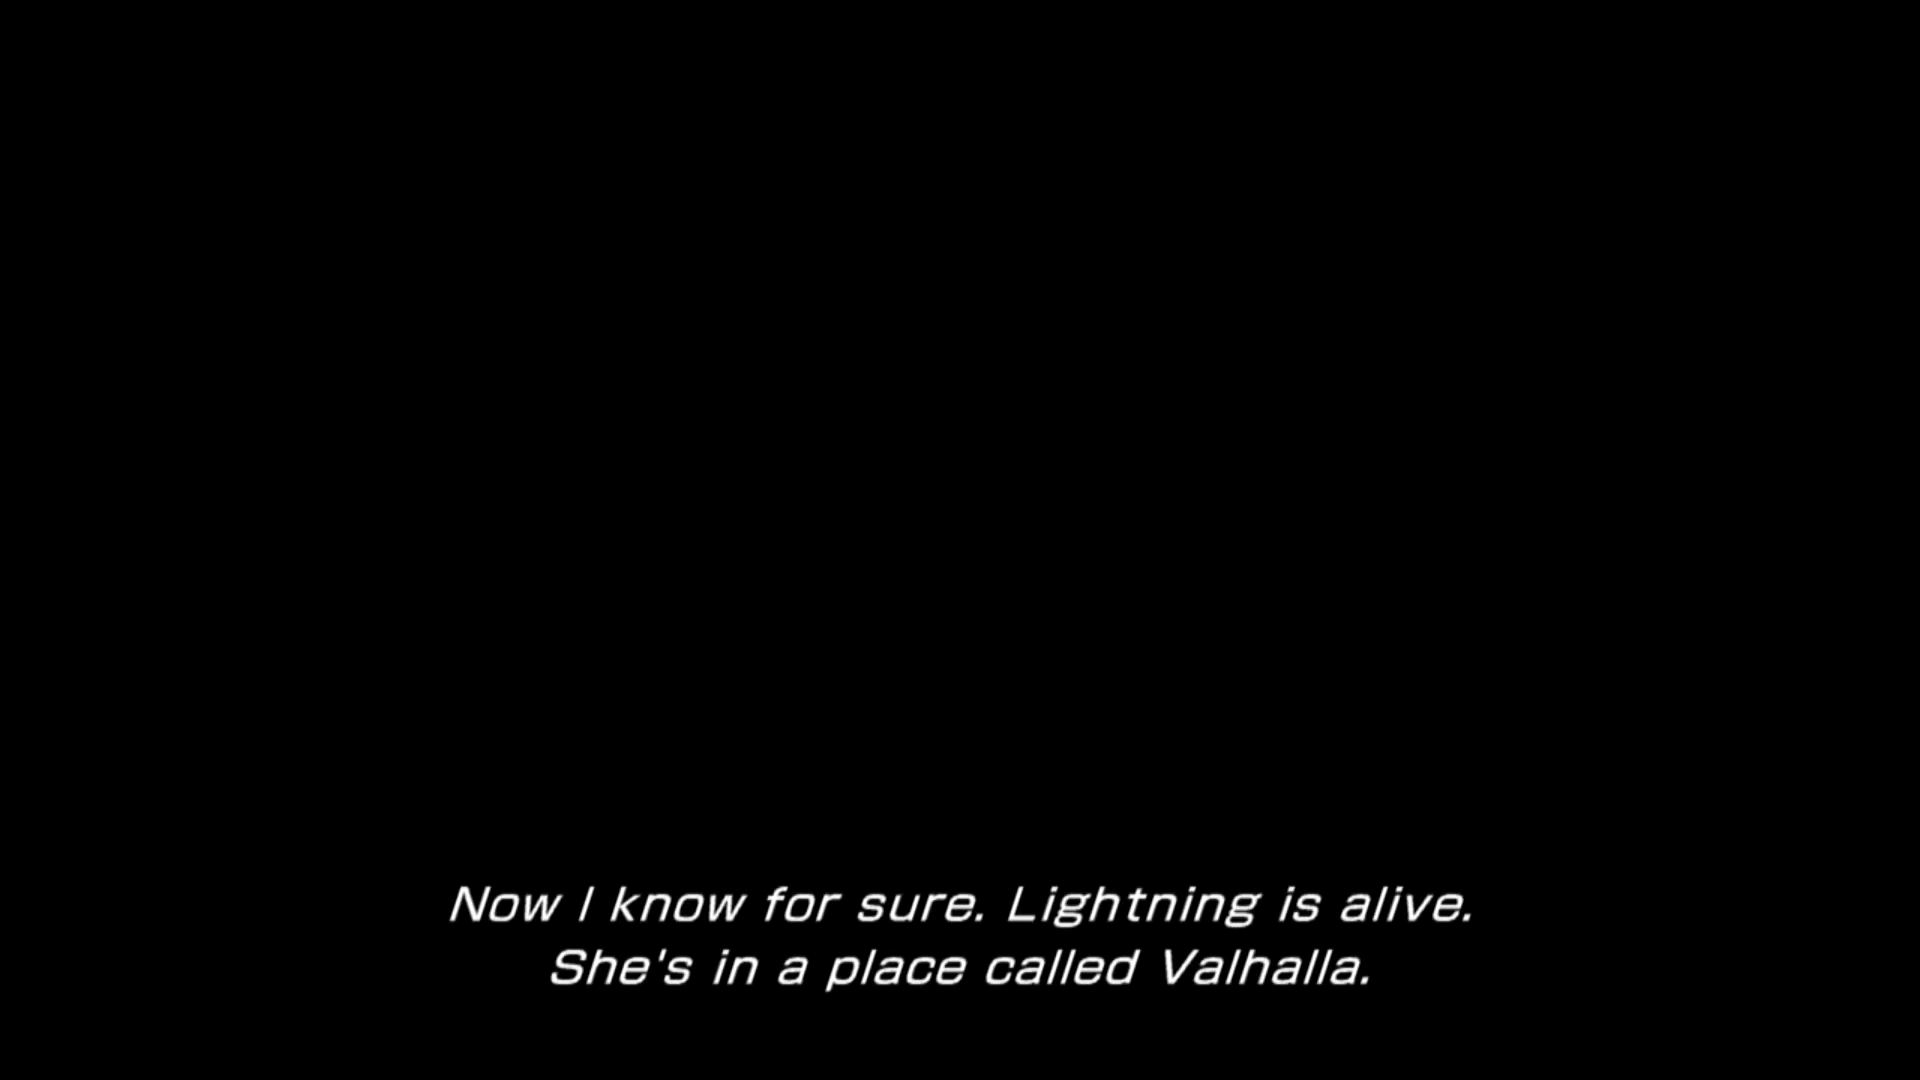 Now I know for sure. Lightning is alive.
She's in a place called Valhalla.